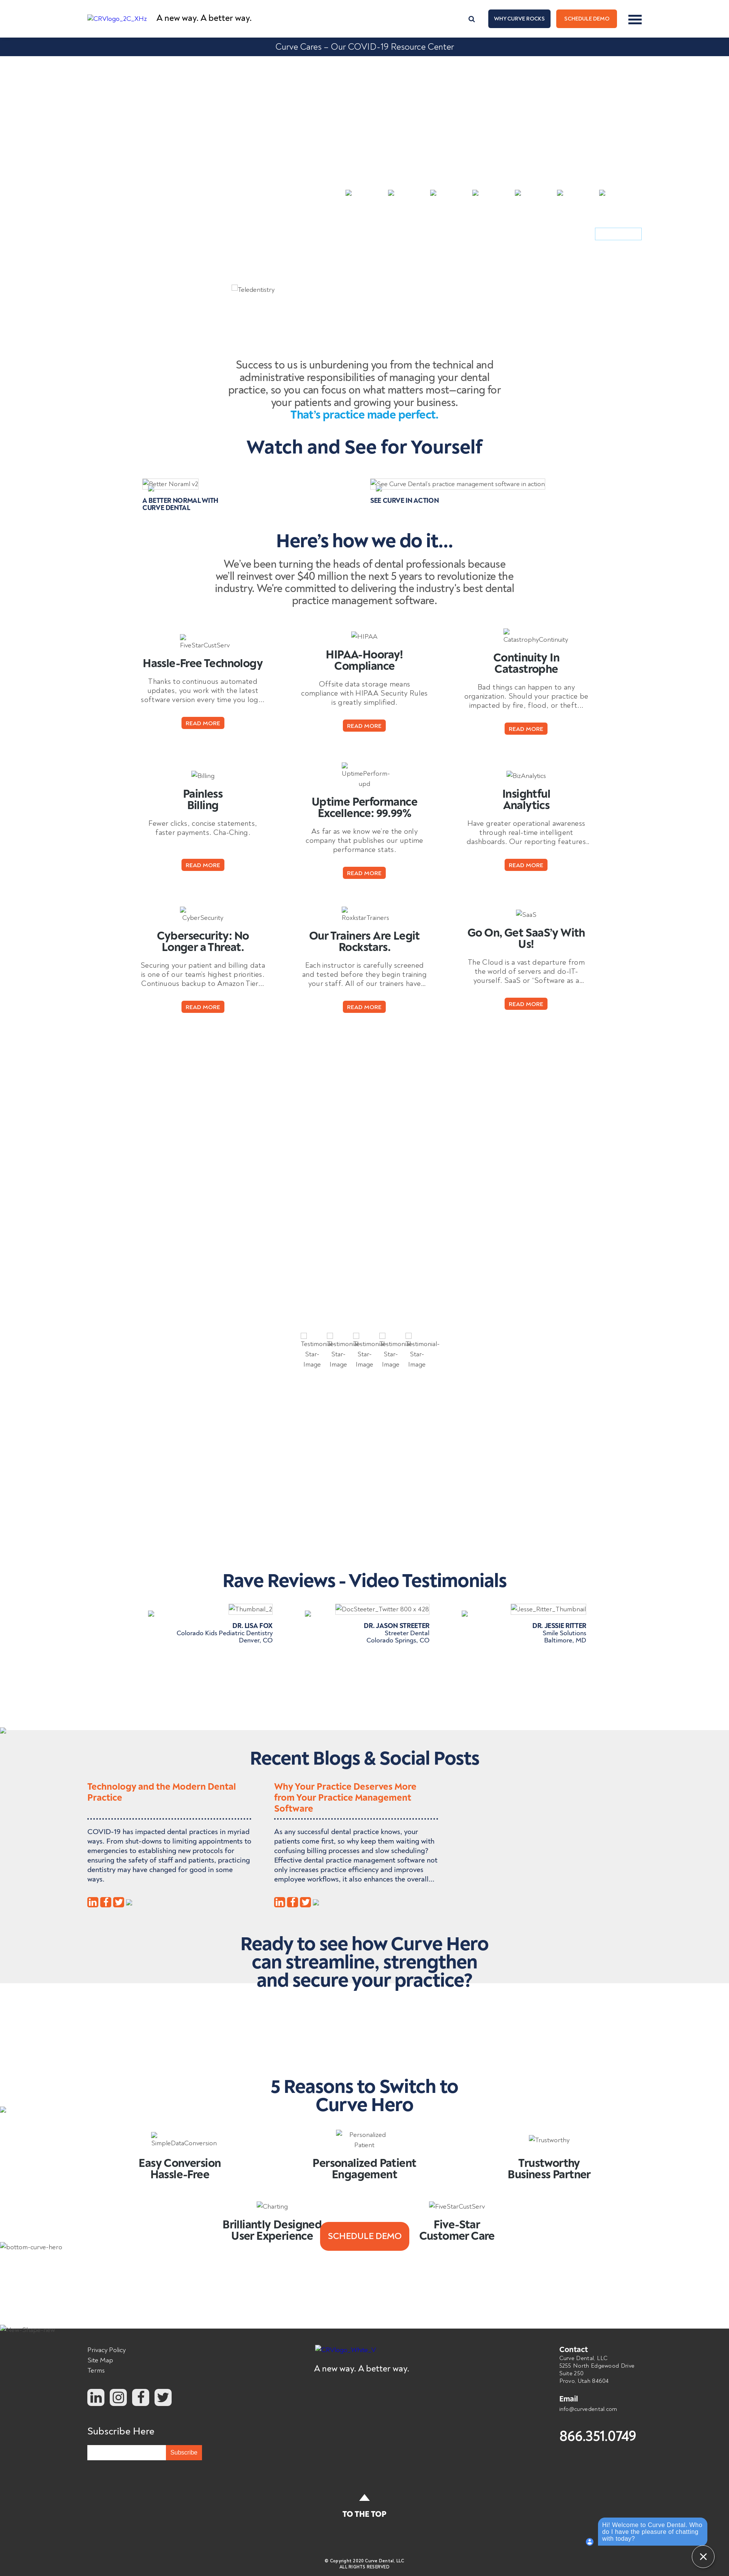 CRVlogo_2C_XHz
A new way. A better way.
WHY CURVE ROCKS
SCHEDULE DEMO
Curve Cares – Our COVID-19 Resource Center
Teledentistry
Success to us is unburdening you from the technical and
administrative responsibilities of managing your dental
practice, so you can focus on what matters most—caring for
your patients and growing your business.
That's practice made perfect.
Watch and See for Yourself
Better Noraml v2
A BETTER NORMAL WITH
CURVE DENTAL
See Curve Dental's practice management software in action
SEE CURVE IN ACTION
Here's how we do it...
We've been turning the heads of dental professionals because
we'll reinvest over $40 million the next 5 years to revolutionize the
industry. We're committed to delivering the industry's best dental
practice management software.
FiveStarCustServ
Hassle-Free Technology
Thanks to continuous automated
updates, you work with the latest
software version every time you log...
READ MORE
HIPAA
HIPAA-Hooray!
Compliance
Offsite data storage means
compliance with HIPAA Security Rules
is greatly simplified.
READ MORE
CatastrophyContinuity
Continuity In
Catastrophe
Bad things can happen to any
organization. Should your practice be
impacted by fire, flood, or theft...
READ MORE
Billing
Painless
Billing
Fewer clicks, concise statements,
faster payments. Cha-Ching.
READ MORE
UptimePerform-
upd
Uptime Performance
Excellence: 99.99%
As far as we know we're the only
company that publishes our uptime
performance stats.
READ MORE
BizAnalytics
Insightful
Analytics
Have greater operational awareness
through real-time intelligent
dashboards. Our reporting features..
READ MORE
CyberSecurity
Cybersecurity: No
Longer a Threat.
Securing your patient and billing data
is one of our team's highest priorities.
Continuous backup to Amazon Tier...
READ MORE
RoxkstarTrainers
Our Trainers Are Legit
Rockstars.
Each instructor is carefully screened
and tested before they begin training
your staff. All of our trainers have...
READ MORE
SaaS
Go On, Get SaaS'y With
Us!
The Cloud is a vast departure from
the world of servers and do-IT-
yourself. SaaS or "Software as a...
READ MORE
Testimonial-
Star-
Image
Testimonial-
Star-
Image
Testimonial-
Star-
Image
Testimonial-
Star-
Image
Testimonial-
Star-
Image
Rave Reviews - Video Testimonials
Thumbnail_2
DR. LISA FOX
Colorado Kids Pediatric Dentistry
Denver, CO
DocSteeter_Twitter 800 x 428
DR. JASON STREETER
Streeter Dental
Colorado Springs, CO
Jesse_Ritter_Thumbnail
DR. JESSIE RITTER
Smile Solutions
Baltimore, MD
Recent Blogs & Social Posts
Technology and the Modern Dental
Practice
COVID-19 has impacted dental practices in myriad
ways. From shut-downs to limiting appointments to
emergencies to establishing new protocols for
ensuring the safety of staff and patients, practicing
dentistry may have changed for good in some
ways.
Why Your Practice Deserves More
from Your Practice Management
Software
As any successful dental practice knows, your
patients come first, so why keep them waiting with
confusing billing processes and slow scheduling?
Effective dental practice management software not
only increases practice efficiency and improves
employee workflows, it also enhances the overall...
Ready to see how Curve Hero
can streamline, strengthen
and secure your practice?
5 Reasons to Switch to
Curve Hero
SimpleDataConversion
Easy Conversion
Hassle-Free
Personalized
Patient
Personalized Patient
Engagement
Trustworthy
Trustworthy
Business Partner
Charting
Brilliantly Designed
User Experience
FiveStarCustServ
Five-Star
Customer Care
SCHEDULE DEMO
bottom-curve-hero
Privacy Policy
Site Map
Terms
Subscribe Here
Subscribe
A new way. A better way.
Contact
Curve Dental, LLC
5255 North Edgewood Drive
Suite 250
Provo, Utah 84604
Email
info@curvedental.com
866.351.0749
TO THE TOP
© Copyright 2020 Curve Dental, LLC
ALL RIGHTS RESERVED
Hi! Welcome to Curve Dental. Who
do I have the pleasure of chatting
with today?